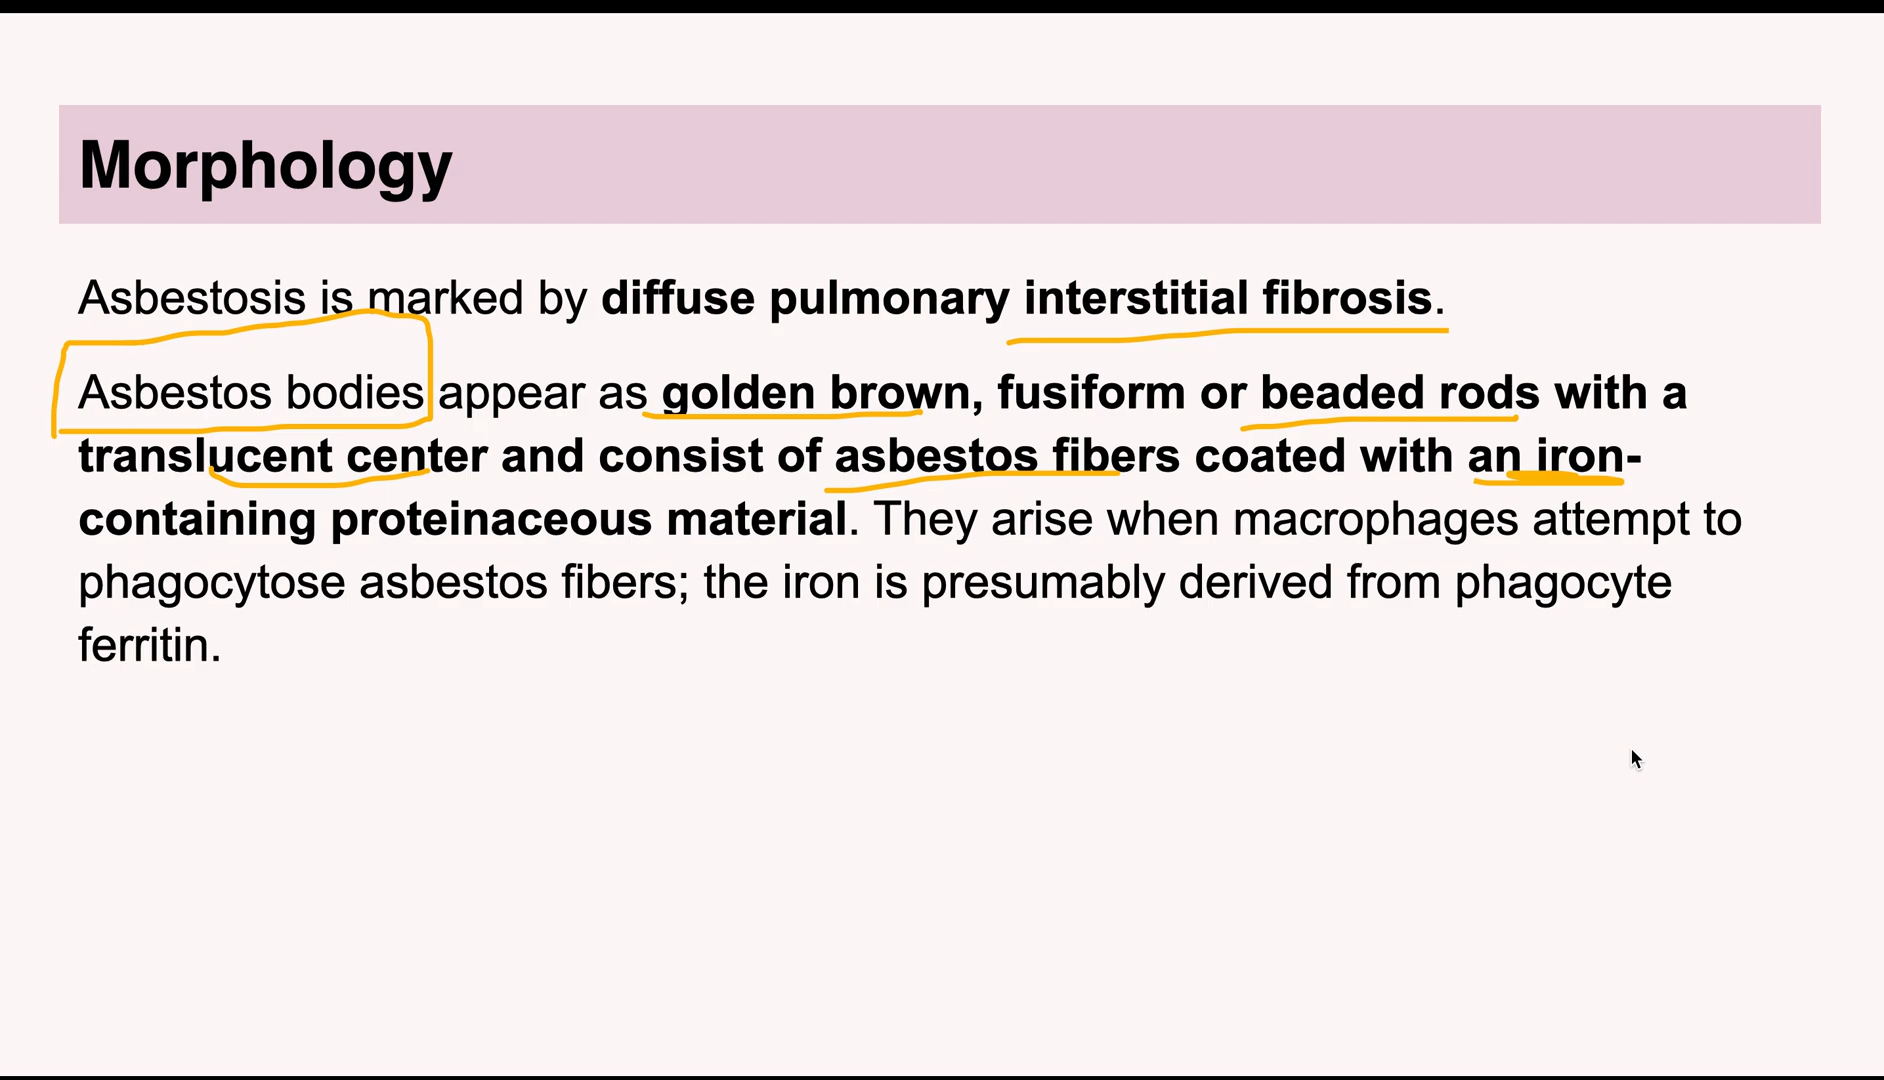 Morphology
Asbestosis is marked by diffuse pulmonary interstitial fibrosis.
Asbestos bodies appear as golden brown, fusiform or beaded rods with a
translucent center and consist of asbestos fibers coated with an iron-
containing proteinaceous material. They arise when macrophages attempt to
phagocytose asbestos fibers; the iron is presumably derived from phagocyte
ferritin.